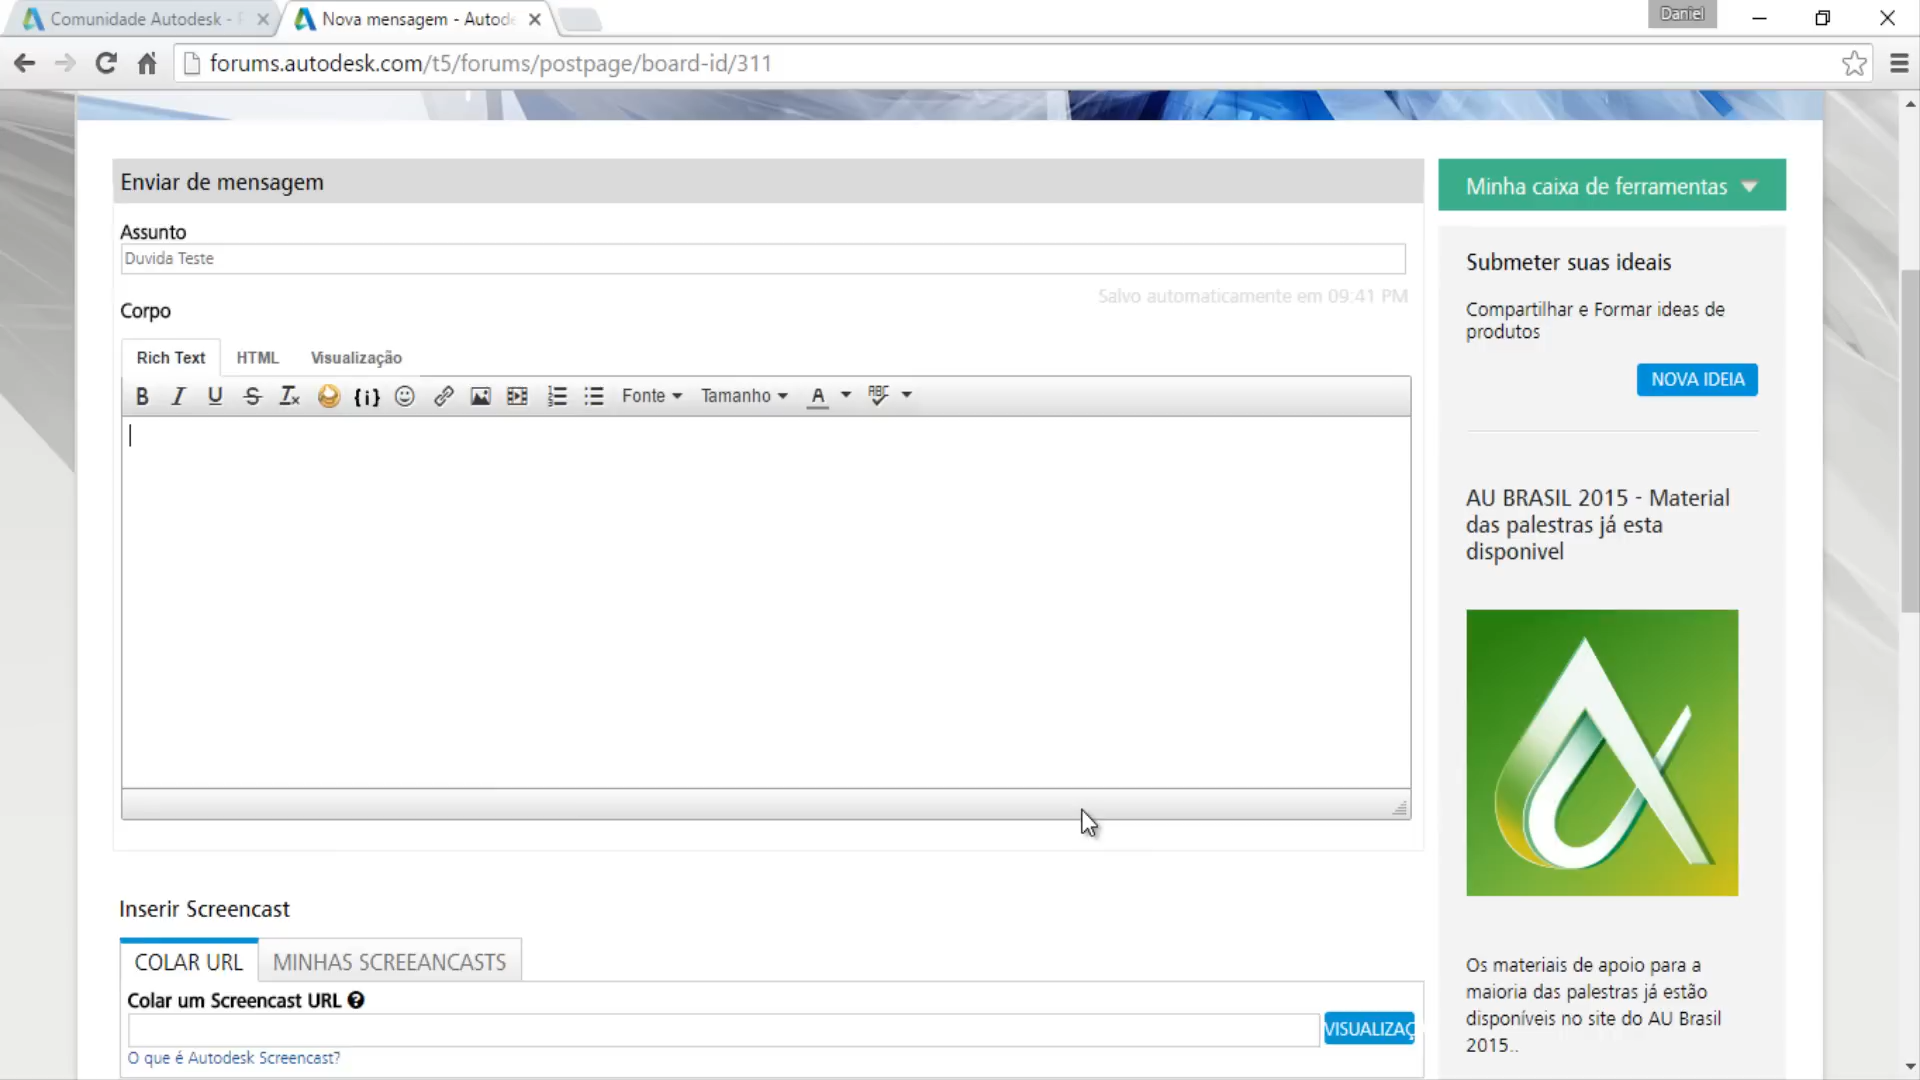 Comunidade Autodesk -
Nova mensagem - Autod
Daniel
forums.autodesk.com/t5/forums/postpage/board-id/311
Enviar de mensagem
Minha caixa de ferramentas
Assunto
Duvida Teste
Submeter suas ideais
Salvo automaticamente em 09:41 PM
Corpo
Compartilhar e Formar ideas de
produtos
Rich Text HTML Visualização
NOVA IDEIA
B I U S Tx {i} Fonte Tamanho A ABC
AU BRASIL 2015 - Material
das palestras já esta
disponivel
Inserir Screencast
COLAR URL MINHAS SCREEANCASTS
Os materiais de apoio para a
maioria das palestras já estão
disponíveis no site do AU Brasil
2015..
Colar um Screencast URL ?
VISUALIZAÇ
O que é Autodesk Screencast?